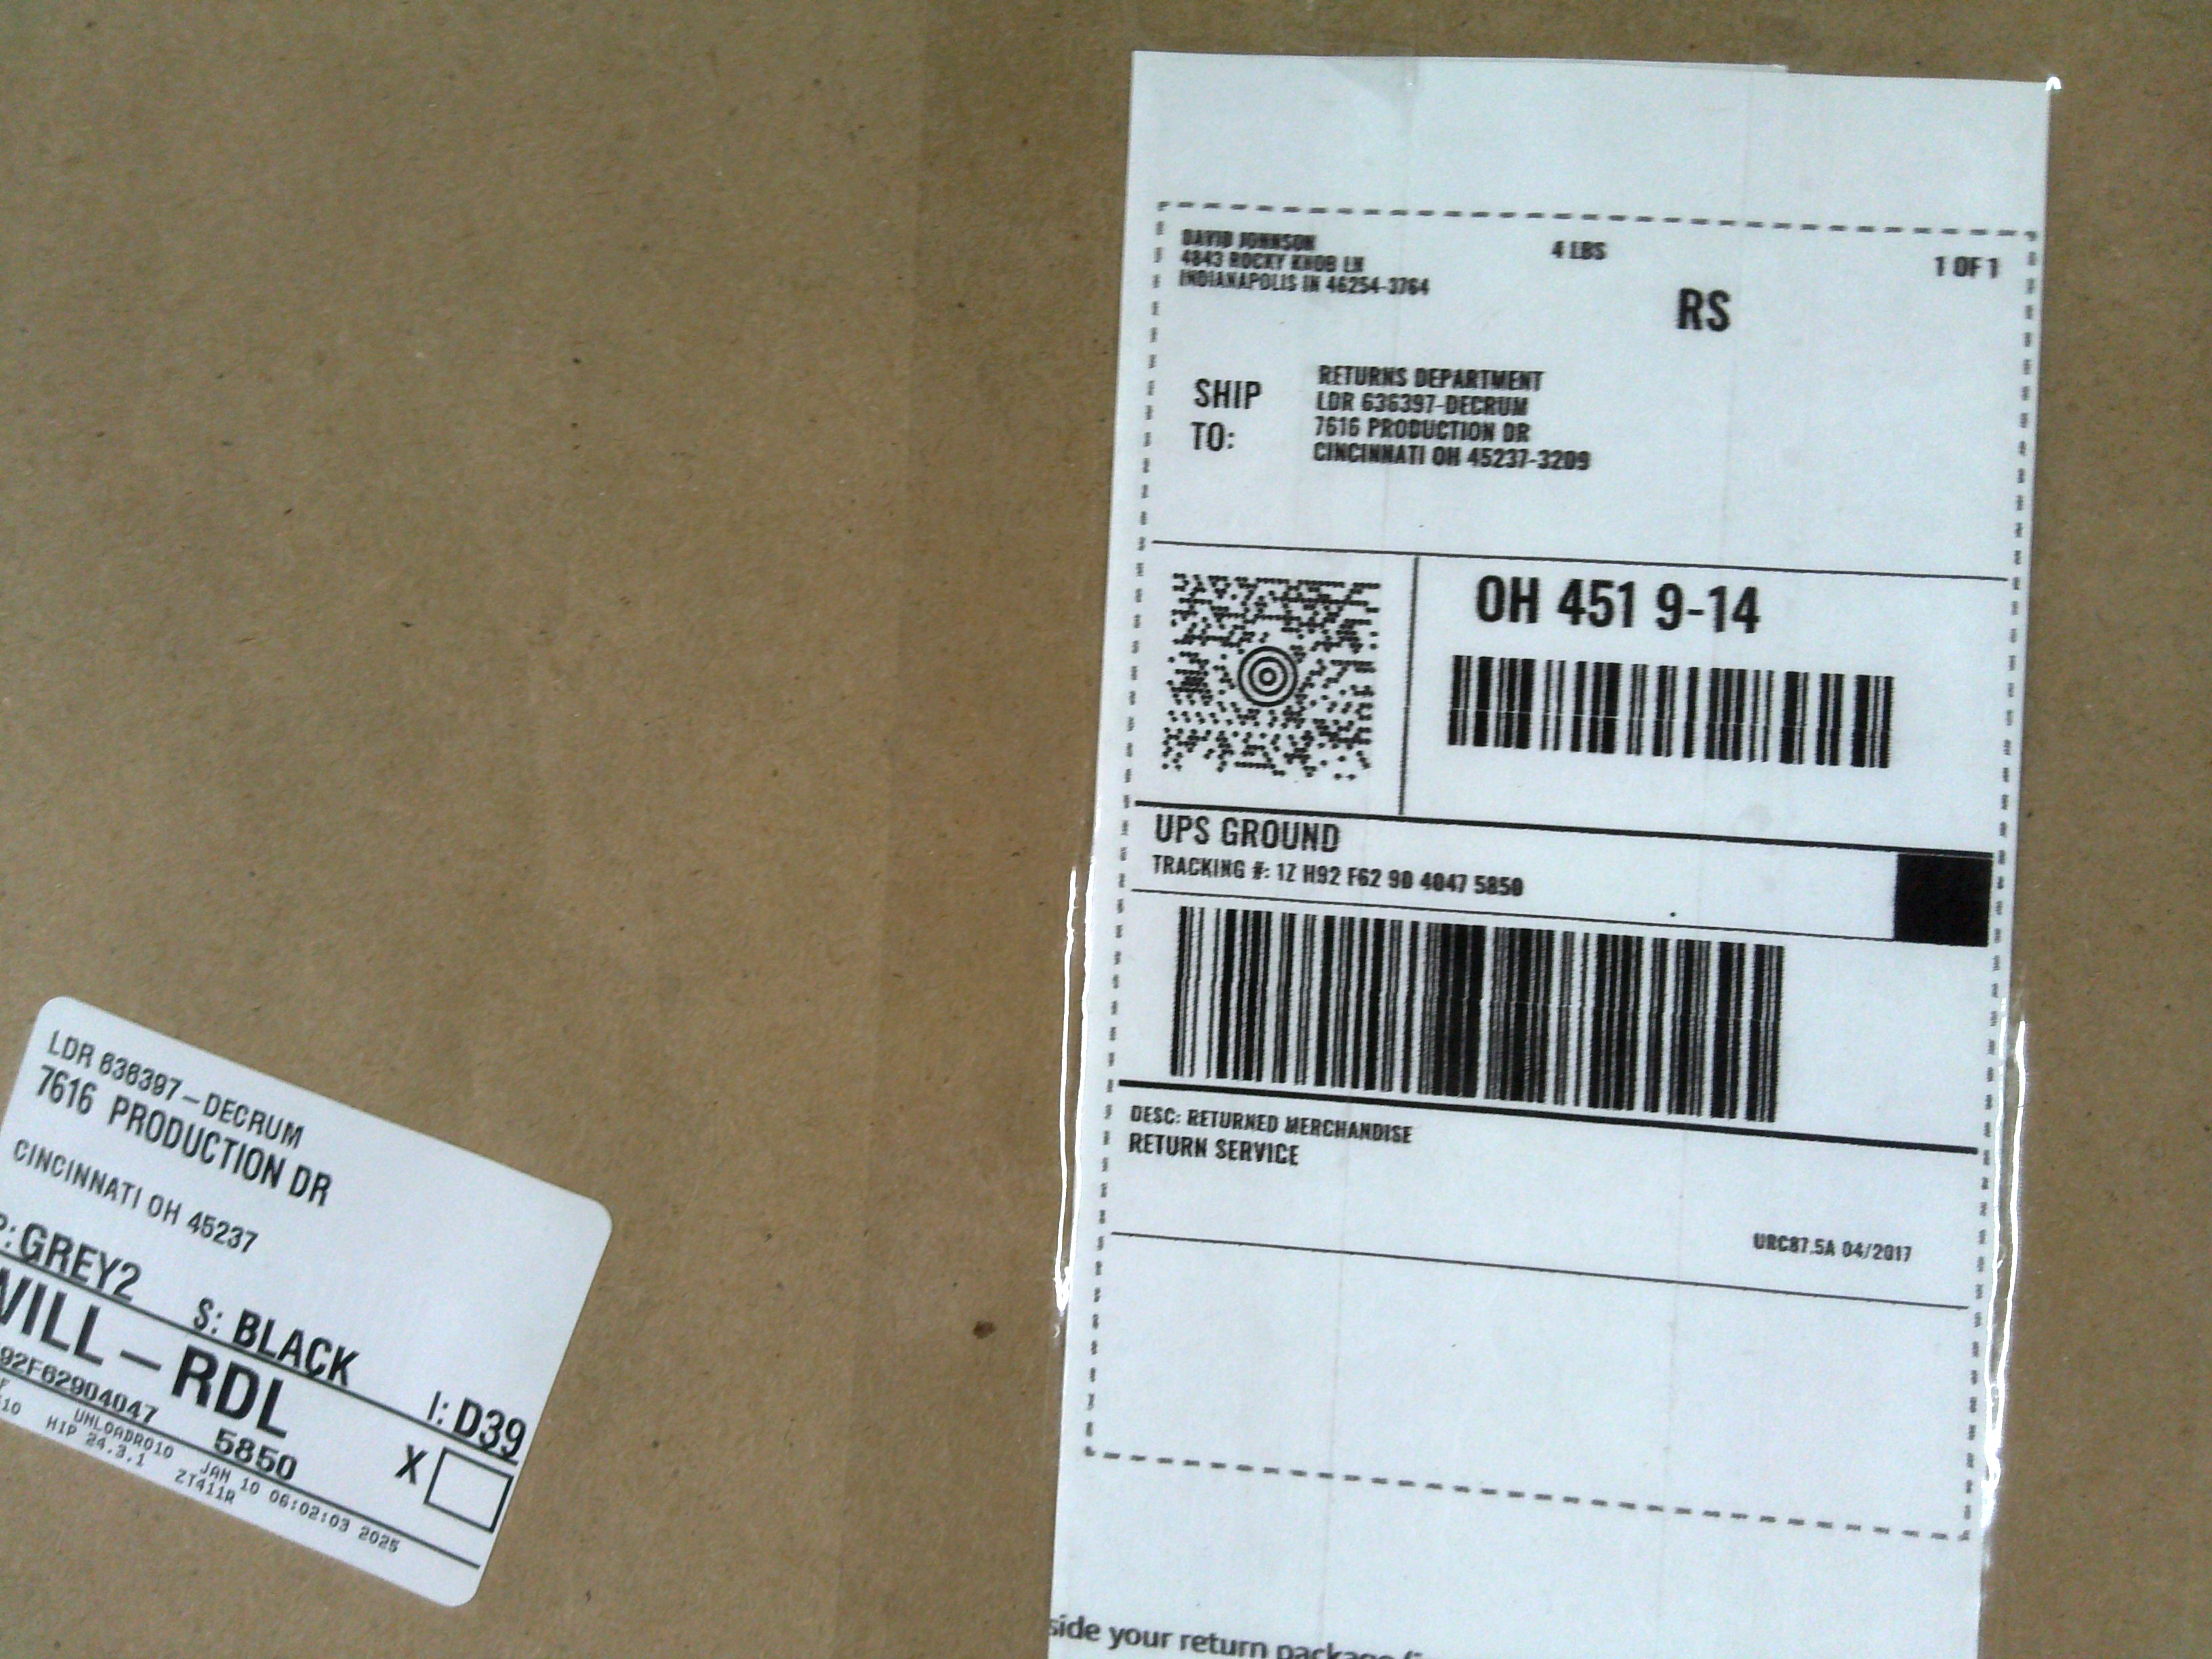 DAVID JOHNSON
4843 ROCKY KNOB LN
INDIANAPOLIS IN 46254-3764
4 LBS
1 OF 1
RS
SHIP
TO:
RETURNS DEPARTMENT
LDR 636397-DECRUM
7616 PRODUCTION DR
CINCINNATI OH 45237-3209
OH 451 9-14
UPS GROUND
TRACKING #: 1Z H92 F62 90 4047 5850
DESC: RETURNED MERCHANDISE
RETURN SERVICE
URC87.5A 04/2017
side your return package
LDR 636397-DECRUM
7616 PRODUCTION DR
CINCINNATI OH 45237
P: GREY2 S: BLACK I: D39
VILL-RDL
92F62904047 5850 X
10 UNLOADR010 JAN 10 06:02:03 2025
HIP 24.3.1 ZT411R